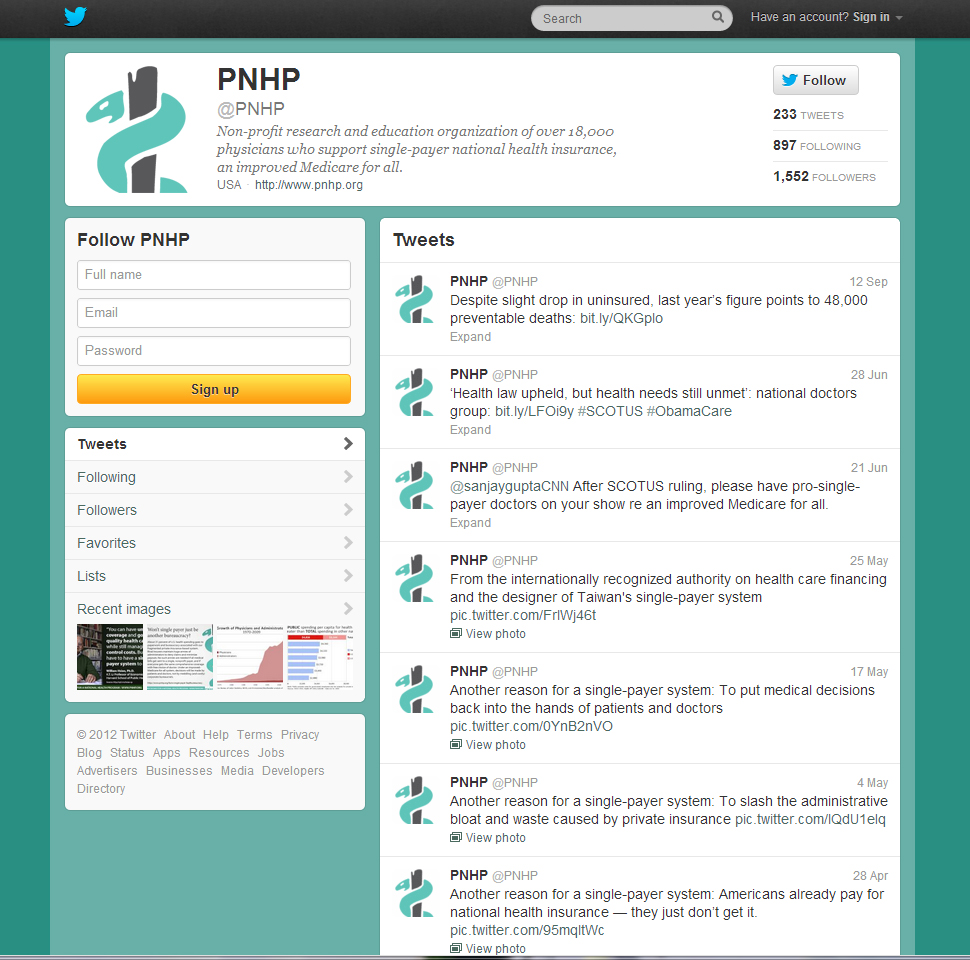 Search
Have an account? Sign in
PNHP
@PNHP
Non-profit research and education organization of over 18,000
physicians who support single-payer national health insurance,
an improved Medicare for all.
USA · http://www.pnhp.org
Follow
233 TWEETS
897 FOLLOWING
1,552 FOLLOWERS
Follow PNHP
Full name
Email
Password
Sign up
Tweets
Following
Followers
Favorites
Lists
Recent images
© 2012 Twitter About Help Terms Privacy
Blog Status Apps Resources Jobs
Advertisers Businesses Media Developers
Directory
Tweets
PNHP @PNHP 12 Sep
Despite slight drop in uninsured, last year's figure points to 48,000
preventable deaths: bit.ly/QKGplo
Expand
PNHP @PNHP 28 Jun
‘Health law upheld, but health needs still unmet’: national doctors
group: bit.ly/LFOi9y #SCOTUS #ObamaCare
Expand
PNHP @PNHP 21 Jun
@sanjayguptaCNN After SCOTUS ruling, please have pro-single-
payer doctors on your show re an improved Medicare for all.
Expand
PNHP @PNHP 25 May
From the internationally recognized authority on health care financing
and the designer of Taiwan's single-payer system
pic.twitter.com/FrlWj46t
View photo
PNHP @PNHP 17 May
Another reason for a single-payer system: To put medical decisions
back into the hands of patients and doctors
pic.twitter.com/0YnB2nVO
View photo
PNHP @PNHP 4 May
Another reason for a single-payer system: To slash the administrative
bloat and waste caused by private insurance pic.twitter.com/lQdU1elq
View photo
PNHP @PNHP 28 Apr
Another reason for a single-payer system: Americans already pay for
national health insurance — they just don't get it.
pic.twitter.com/95mqltWc
View photo